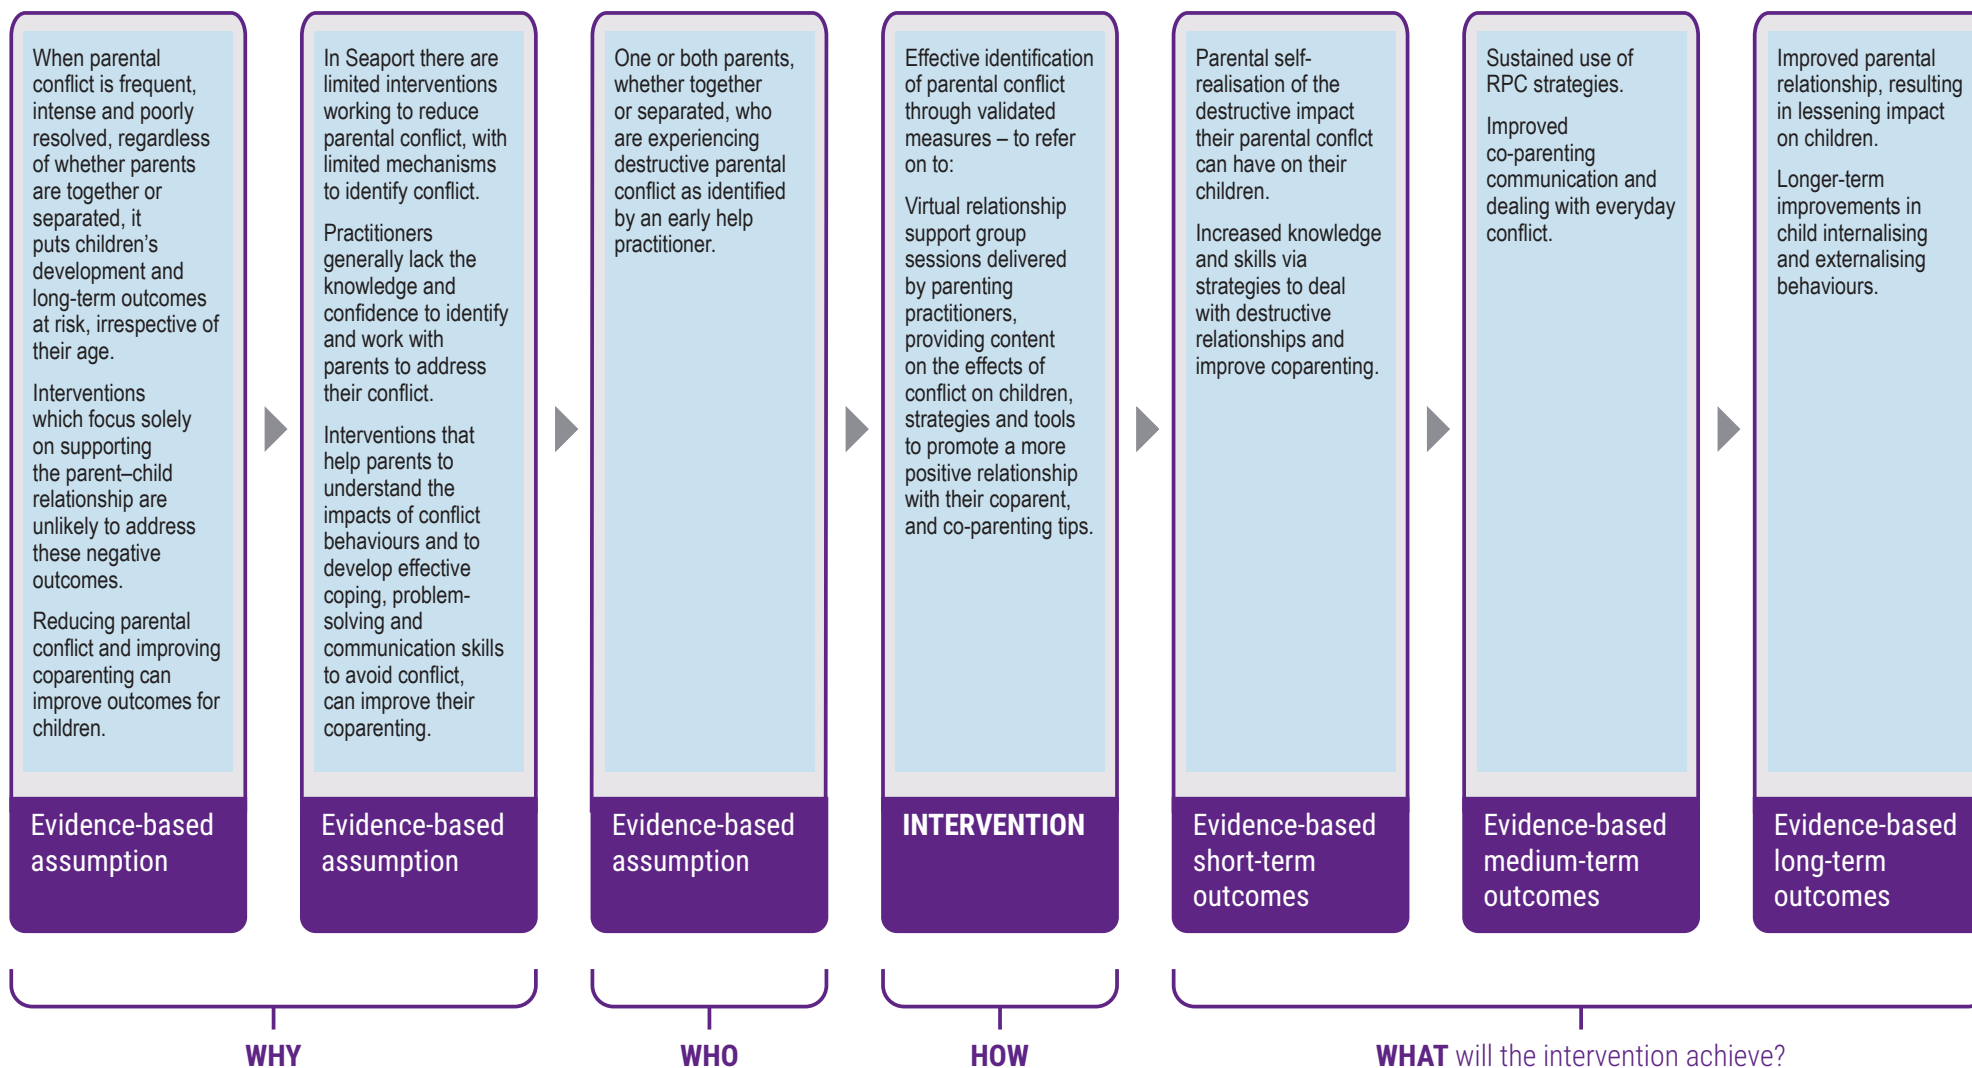 When parental
conflict is frequent,
intense and poorly
resolved, regardless
of whether parents
are together or
separated, it
puts children’s
development and
long-term outcomes
at risk, irrespective of
their age.
Interventions
which focus solely
on supporting
the parent–child
relationship are
unlikely to address
these negative
outcomes.
Reducing parental
conflict and improving
coparenting can
improve outcomes for
children.
Evidence-based
assumption
In Seaport there are
limited interventions
working to reduce
parental conflict, with
limited mechanisms
to identify conflict.
Practitioners
generally lack the
knowledge and
confidence to identify
and work with
parents to address
their conflict.
Interventions that
help parents to
understand the
impacts of conflict
behaviours and to
develop effective
coping, problem-
solving and
communication skills
to avoid conflict,
can improve their
coparenting.
Evidence-based
assumption
One or both parents,
whether together
or separated, who
are experiencing
destructive parental
conflict as identified
by an early help
practitioner.
Evidence-based
assumption
Effective identification
of parental conflict
through validated
measures – to refer
on to:
Virtual relationship
support group
sessions delivered
by parenting
practitioners,
providing content
on the effects of
conflict on children,
strategies and tools
to promote a more
positive relationship
with their coparent,
and co-parenting tips.
INTERVENTION
Parental self-
realisation of the
destructive impact
their parental conflct
can have on their
children.
Increased knowledge
and skills via
strategies to deal
with destructive
relationships and
improve coparenting.
Evidence-based
short-term
outcomes
Sustained use of
RPC strategies.
Improved
co-parenting
communication and
dealing with everyday
conflict.
Evidence-based
medium-term
outcomes
Improved parental
relationship, resulting
in lessening impact
on children.
Longer-term
improvements in
child internalising
and externalising
behaviours.
Evidence-based
long-term
outcomes
WHY
WHO
HOW
WHAT will the intervention achieve?